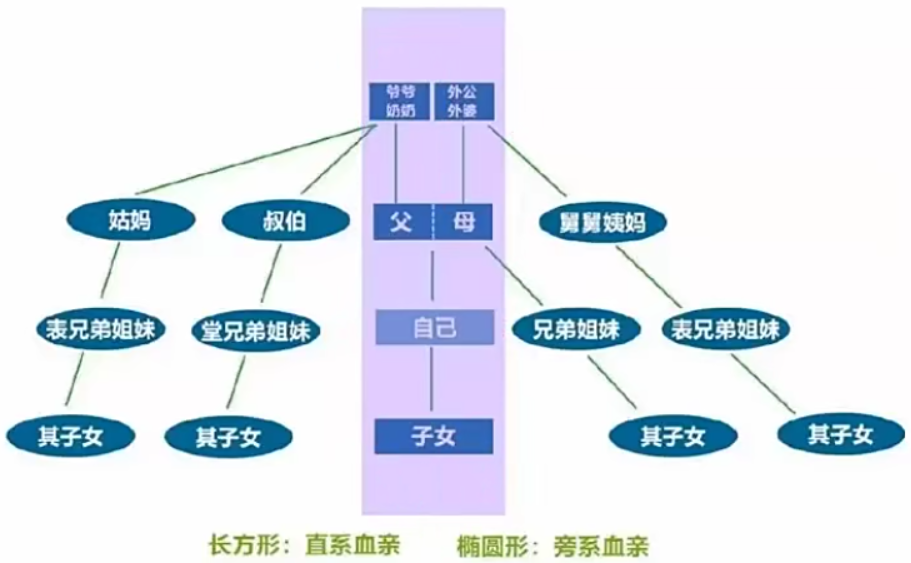 爷爷
奶奶
外公
外婆
姑妈
叔伯
父
母
舅舅姨妈
表兄弟姐妹
堂兄弟姐妹
自己
兄弟姐妹
表兄弟姐妹
其子女
其子女
子女
其子女
其子女
长方形：直系血亲
椭圆形：旁系血亲